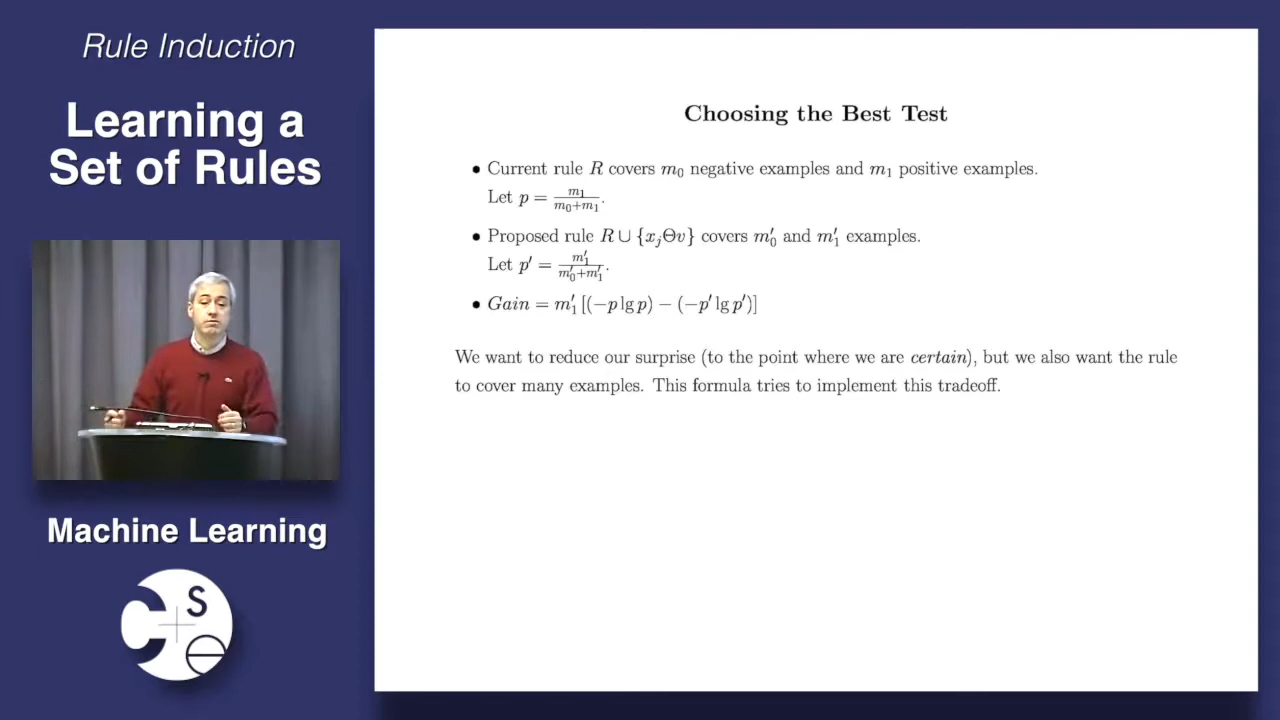 Rule Induction
Learning a
Set of Rules
Machine Learning
C S e
Choosing the Best Test
• Current rule R covers m₀ negative examples and m₁ positive examples.
Let p = m₁/(m₀+m₁).
• Proposed rule R ∪ {xⱼΘv} covers m′₀ and m′₁ examples.
Let p′ = m′₁/(m′₀+m′₁).
• Gain = m′₁ [(−p lg p) − (−p′ lg p′)]
We want to reduce our surprise (to the point where we are certain), but we also want the rule
to cover many examples. This formula tries to implement this tradeoff.